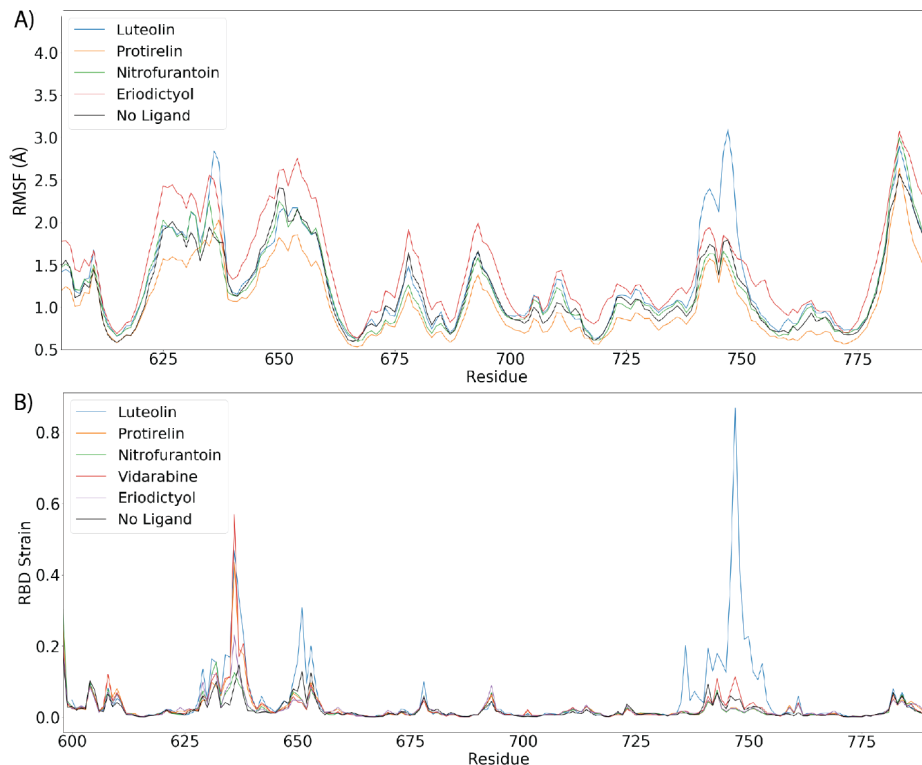 A)
Luteolin
Protirelin
Nitrofurantoin
Eriodictyol
No Ligand
RMSF (Å)
4.0
3.5
3.0
2.5
2.0
1.5
1.0
0.5
625 650 675 700 725 750 775
Residue
B)
Luteolin
Protirelin
Nitrofurantoin
Vidarabine
Eriodictyol
No Ligand
RBD Strain
0.8
0.6
0.4
0.2
0.0
600 625 650 675 700 725 750 775
Residue